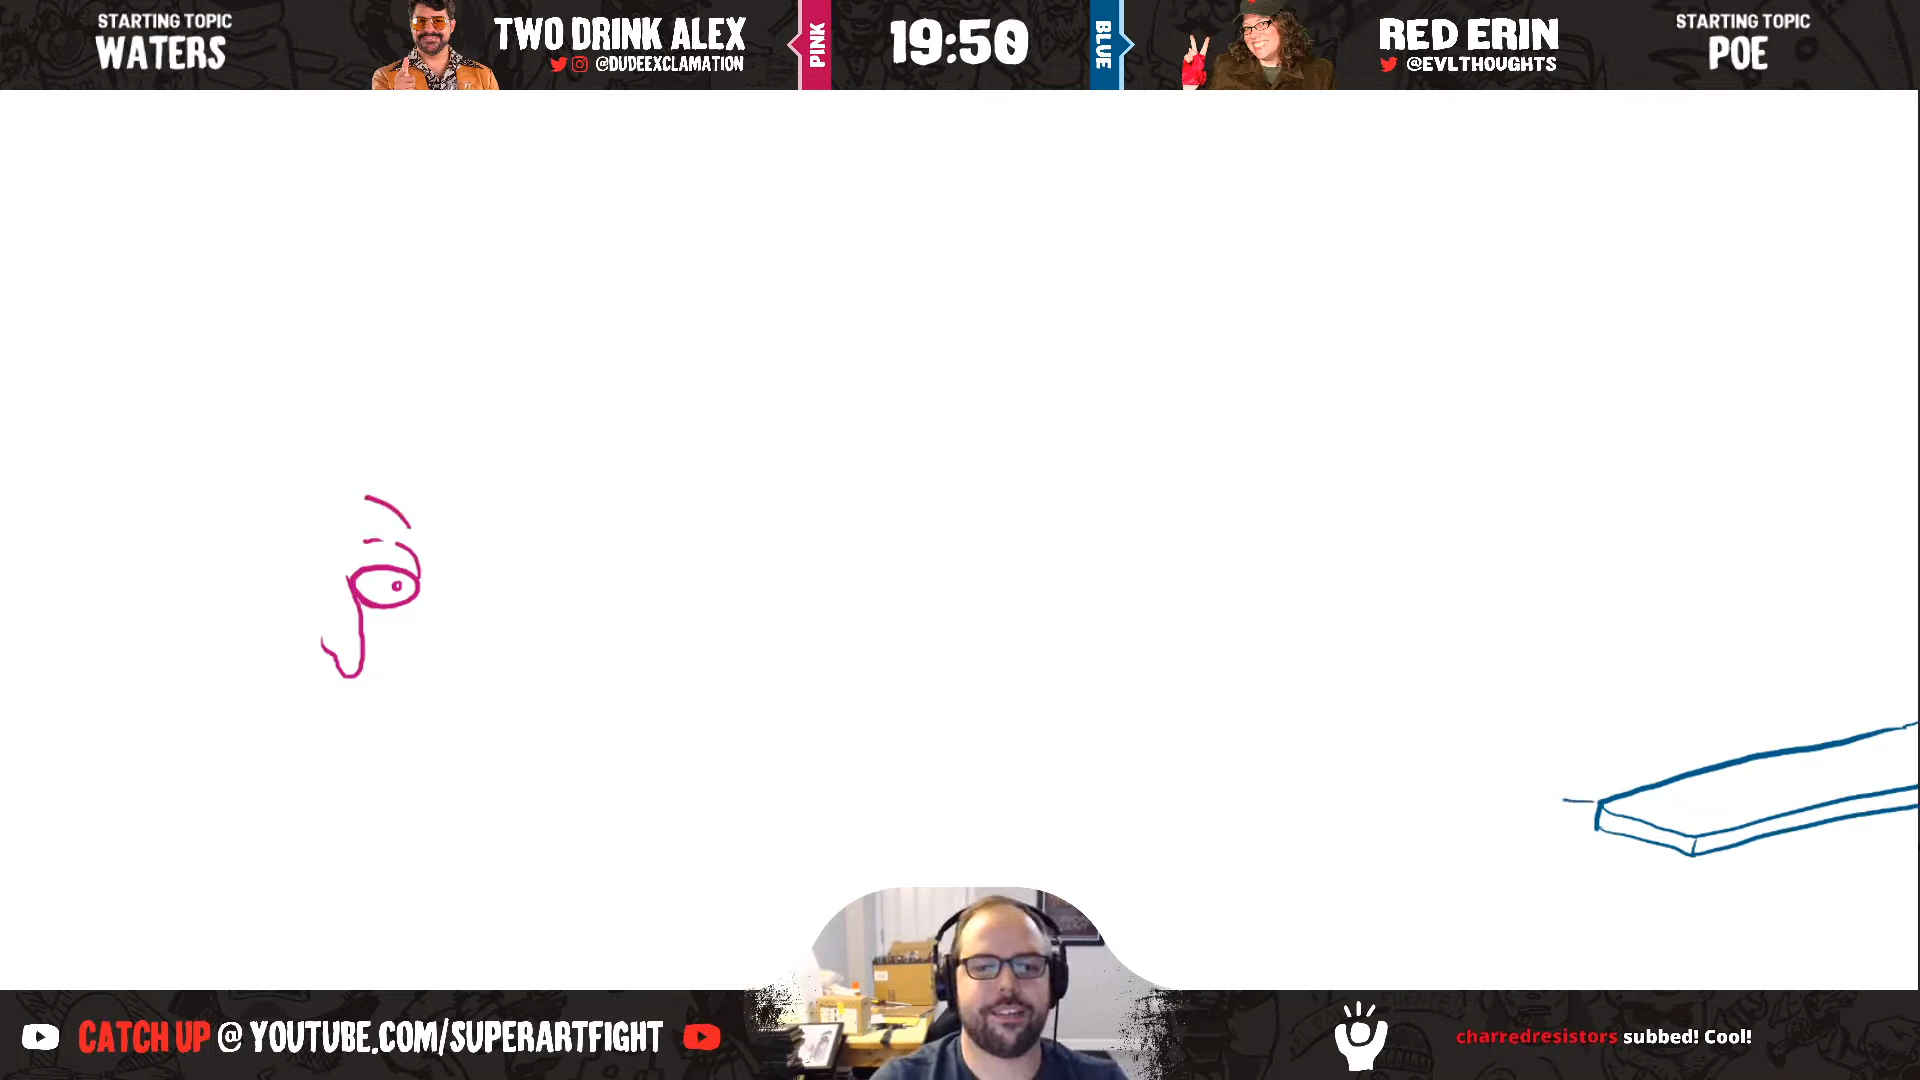 STARTING TOPIC
WATERS
TWO DRINK ALEX
@DUDEEXCLAMATION
PINK
19:50
BLUE
RED ERIN
@EVLTHOUGHTS
STARTING TOPIC
POE
CATCH UP @ YOUTUBE.COM/SUPERARTFIGHT
charredresistors subbed! Cool!